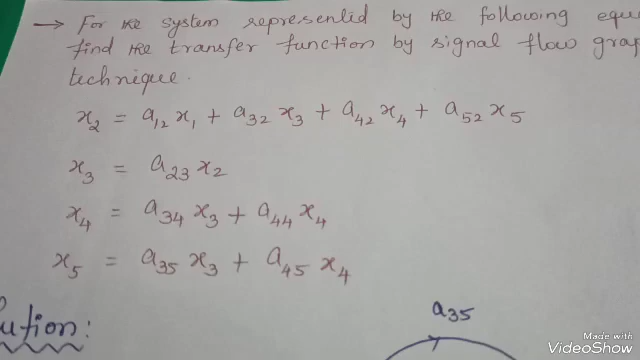 → For the system represented by the following equ
find the transfer function by signal flow grap
technique.
x₂ = a₁₂ x₁ + a₃₂ x₃ + a₄₂ x₄ + a₅₂ x₅
x₃ = a₂₃ x₂
x₄ = a₃₄ x₃ + a₄₄ x₄
x₅ = a₃₅ x₃ + a₄₅ x₄
ution:
a₃₅
Made with
VideoShow